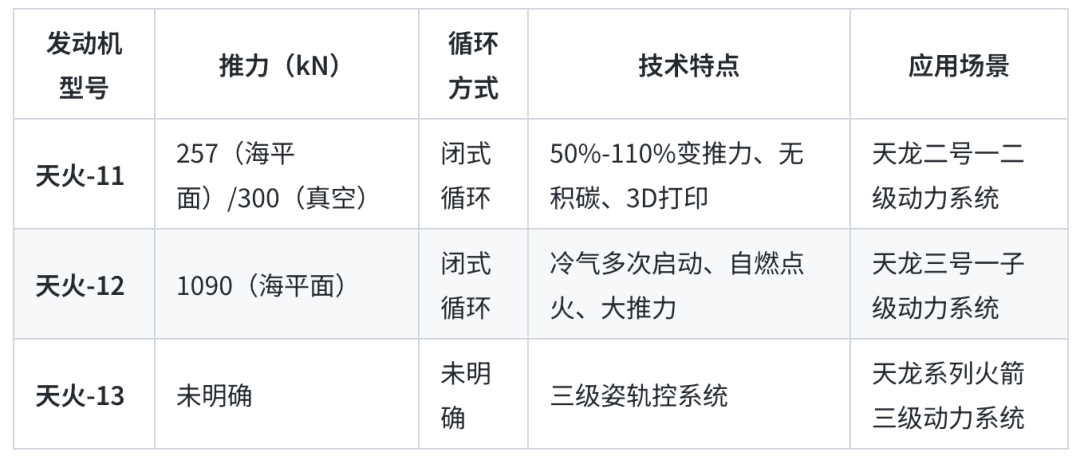 发动机
型号
推力（kN）
循环
方式
技术特点
应用场景
天火-11
257（海平
面）/300（真空）
闭式
循环
50%-110%变推力、无
积碳、3D打印
天龙二号一二
级动力系统
天火-12
1090（海平面）
闭式
循环
冷气多次启动、自燃点
火、大推力
天龙三号一子
级动力系统
天火-13
未明确
未明
确
三级姿轨控系统
天龙系列火箭
三级动力系统